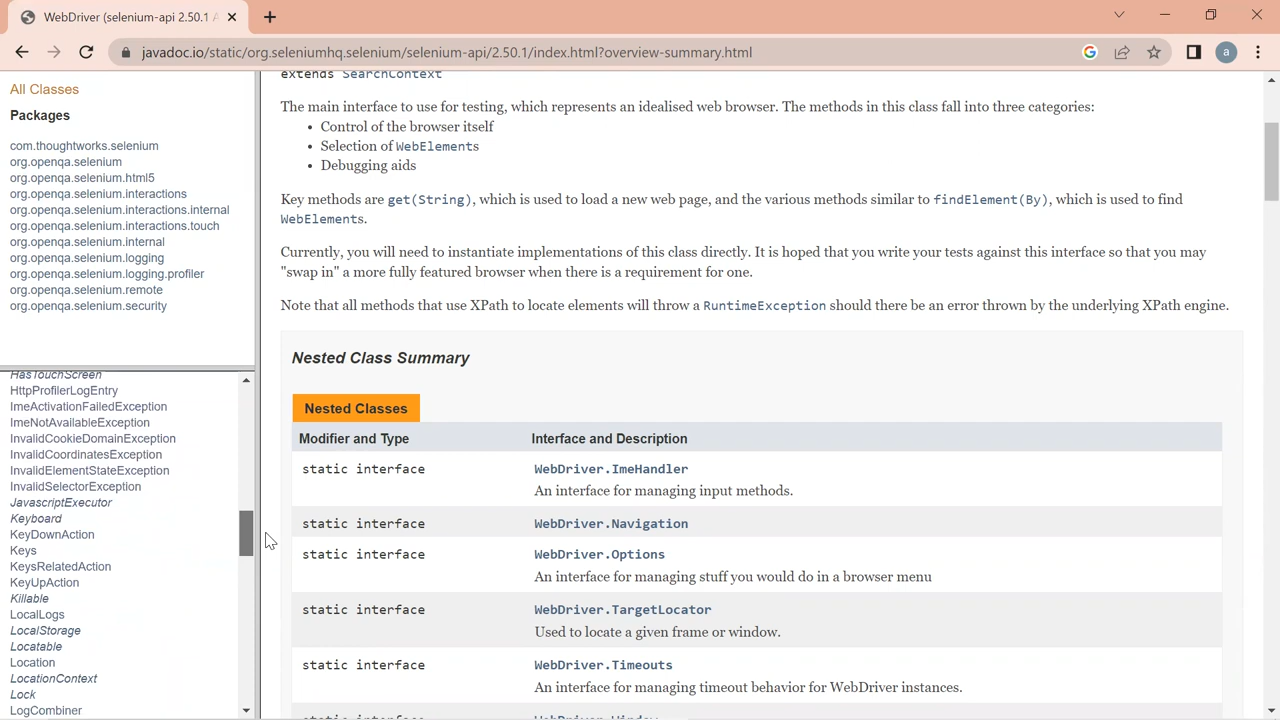 WebDriver (selenium-api 2.50.1 A
javadoc.io/static/org.seleniumhq.selenium/selenium-api/2.50.1/index.html?overview-summary.html
a
All Classes
Packages
com.thoughtworks.selenium
org.openqa.selenium
org.openqa.selenium.html5
org.openqa.selenium.interactions
org.openqa.selenium.interactions.internal
org.openqa.selenium.interactions.touch
org.openqa.selenium.internal
org.openqa.selenium.logging
org.openqa.selenium.logging.profiler
org.openqa.selenium.remote
org.openqa.selenium.security
HasTouchScreen
HttpProfilerLogEntry
ImeActivationFailedException
ImeNotAvailableException
InvalidCookieDomainException
InvalidCoordinatesException
InvalidElementStateException
InvalidSelectorException
JavascriptExecutor
Keyboard
KeyDownAction
Keys
KeysRelatedAction
KeyUpAction
Killable
LocalLogs
LocalStorage
Locatable
Location
LocationContext
Lock
LogCombiner
extends SearchContext
The main interface to use for testing, which represents an idealised web browser. The methods in this class fall into three categories:
• Control of the browser itself
• Selection of WebElements
• Debugging aids
Key methods are get(String), which is used to load a new web page, and the various methods similar to findElement(By), which is used to find
WebElements.
Currently, you will need to instantiate implementations of this class directly. It is hoped that you write your tests against this interface so that you may
"swap in" a more fully featured browser when there is a requirement for one.
Note that all methods that use XPath to locate elements will throw a RuntimeException should there be an error thrown by the underlying XPath engine.
Nested Class Summary
Nested Classes
Modifier and Type Interface and Description
static interface WebDriver.ImeHandler
An interface for managing input methods.
static interface WebDriver.Navigation
static interface WebDriver.Options
An interface for managing stuff you would do in a browser menu
static interface WebDriver.TargetLocator
Used to locate a given frame or window.
static interface WebDriver.Timeouts
An interface for managing timeout behavior for WebDriver instances.
static interface WebDriver.Window